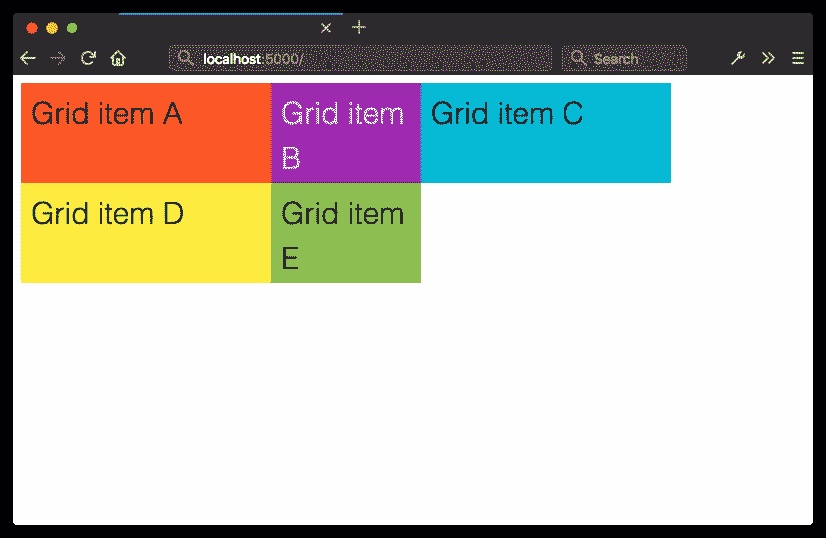 localhost:5000/
Search
Grid item A
Grid item
B
Grid item C
Grid item D
Grid item
E